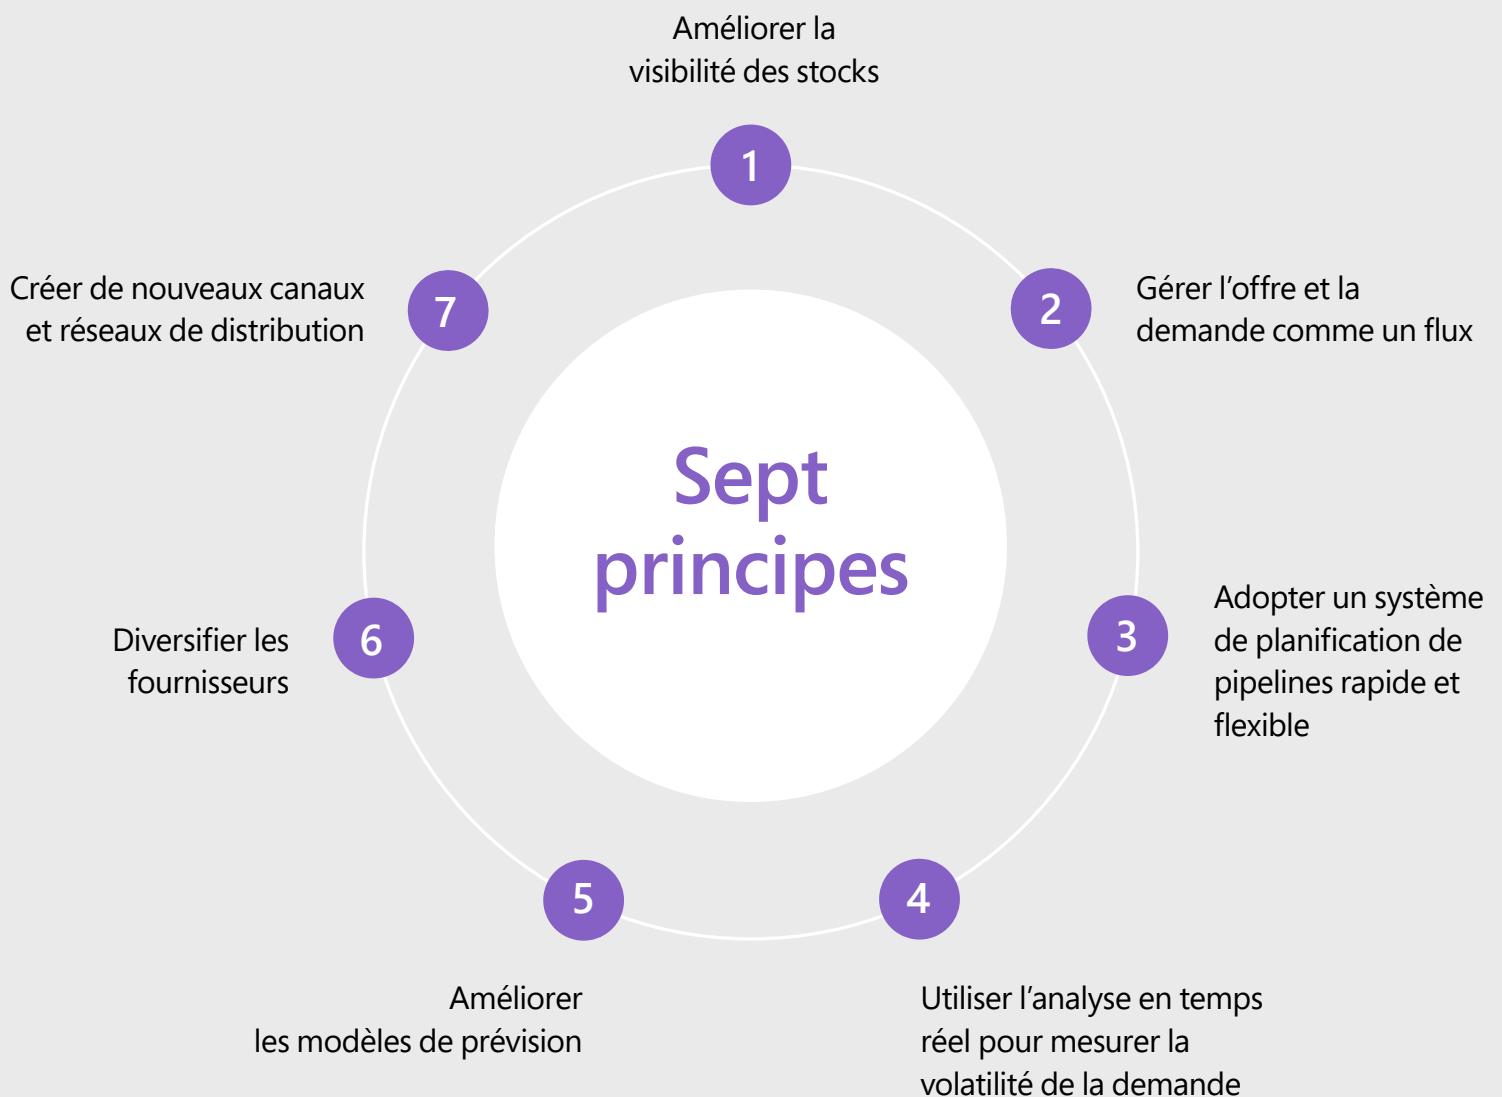 Améliorer la
visibilité des stocks
1
2
Gérer l’offre et la
demande comme un flux
3
Adopter un système
de planification de
pipelines rapide et
flexible
4
Utiliser l’analyse en temps
réel pour mesurer la
volatilité de la demande
5
Améliorer
les modèles de prévision
6
Diversifier les
fournisseurs
7
Créer de nouveaux canaux
et réseaux de distribution
Sept
principes